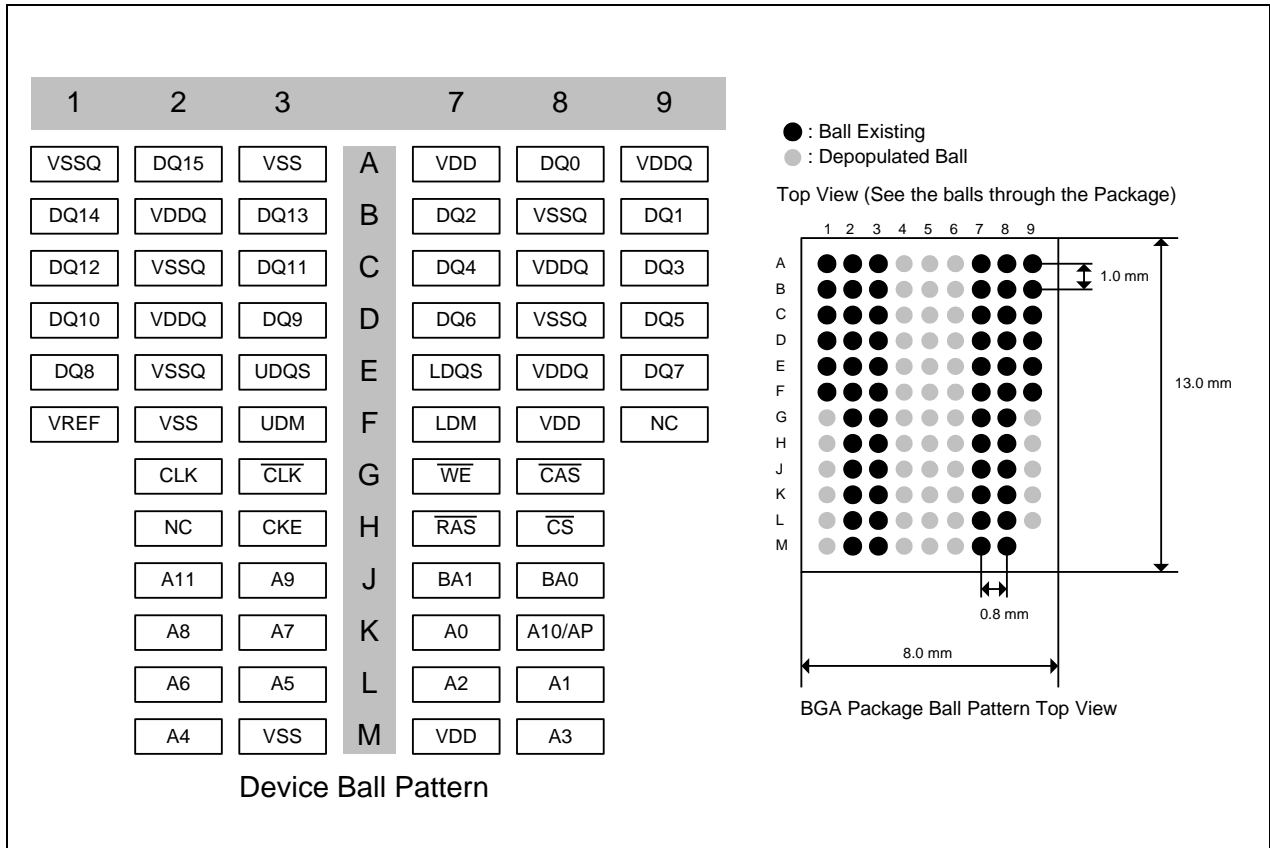 1 2 3 7 8 9
VSSQ DQ15 VSS A VDD DQ0 VDDQ
DQ14 VDDQ DQ13 B DQ2 VSSQ DQ1
DQ12 VSSQ DQ11 C DQ4 VDDQ DQ3
DQ10 VDDQ DQ9 D DQ6 VSSQ DQ5
DQ8 VSSQ UDQS E LDQS VDDQ DQ7
VREF VSS UDM F LDM VDD NC
CLK C̅L̅K̅ G W̅E̅ C̅A̅S̅
NC CKE H R̅A̅S̅ C̅S̅
A11 A9 J BA1 BA0
A8 A7 K A0 A10/AP
A6 A5 L A2 A1
A4 VSS M VDD A3
Device Ball Pattern
: Ball Existing
: Depopulated Ball
Top View (See the balls through the Package)
1 2 3 4 5 6 7 8 9
A
B
C
D
E
F
G
H
J
K
L
M
1.0 mm
13.0 mm
0.8 mm
8.0 mm
BGA Package Ball Pattern Top View